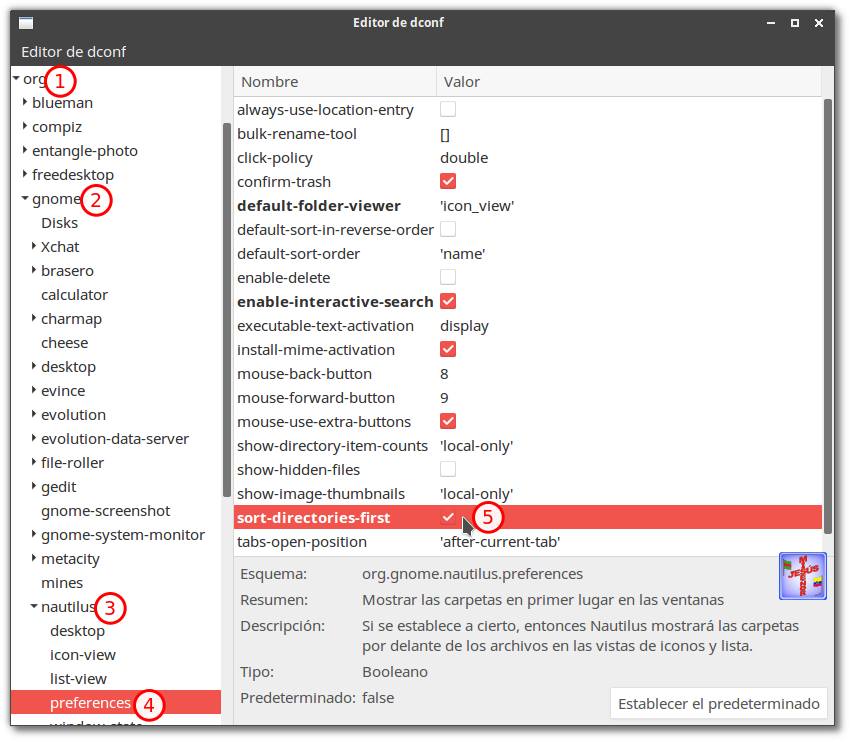 Editor de dconf
Editor de dconf
org 1
blueman
compiz
entangle-photo
freedesktop
gnome 2
Disks
Xchat
brasero
calculator
charmap
cheese
desktop
evince
evolution
evolution-data-server
file-roller
gedit
gnome-screenshot
gnome-system-monitor
metacity
mines
nautilus 3
desktop
icon-view
list-view
preferences 4
window-state
Nombre Valor
always-use-location-entry
bulk-rename-tool []
click-policy double
confirm-trash
default-folder-viewer 'icon_view'
default-sort-in-reverse-order
default-sort-order 'name'
enable-delete
enable-interactive-search
executable-text-activation display
install-mime-activation
mouse-back-button 8
mouse-forward-button 9
mouse-use-extra-buttons
show-directory-item-counts 'local-only'
show-hidden-files
show-image-thumbnails 'local-only'
sort-directories-first 5
tabs-open-position 'after-current-tab'
Esquema: org.gnome.nautilus.preferences
Resumen: Mostrar las carpetas en primer lugar en las ventanas
Descripción: Si se establece a cierto, entonces Nautilus mostrará las carpetas
por delante de los archivos en las vistas de iconos y lista.
Tipo: Booleano
Predeterminado: false
Establecer el predeterminado
JESÚS